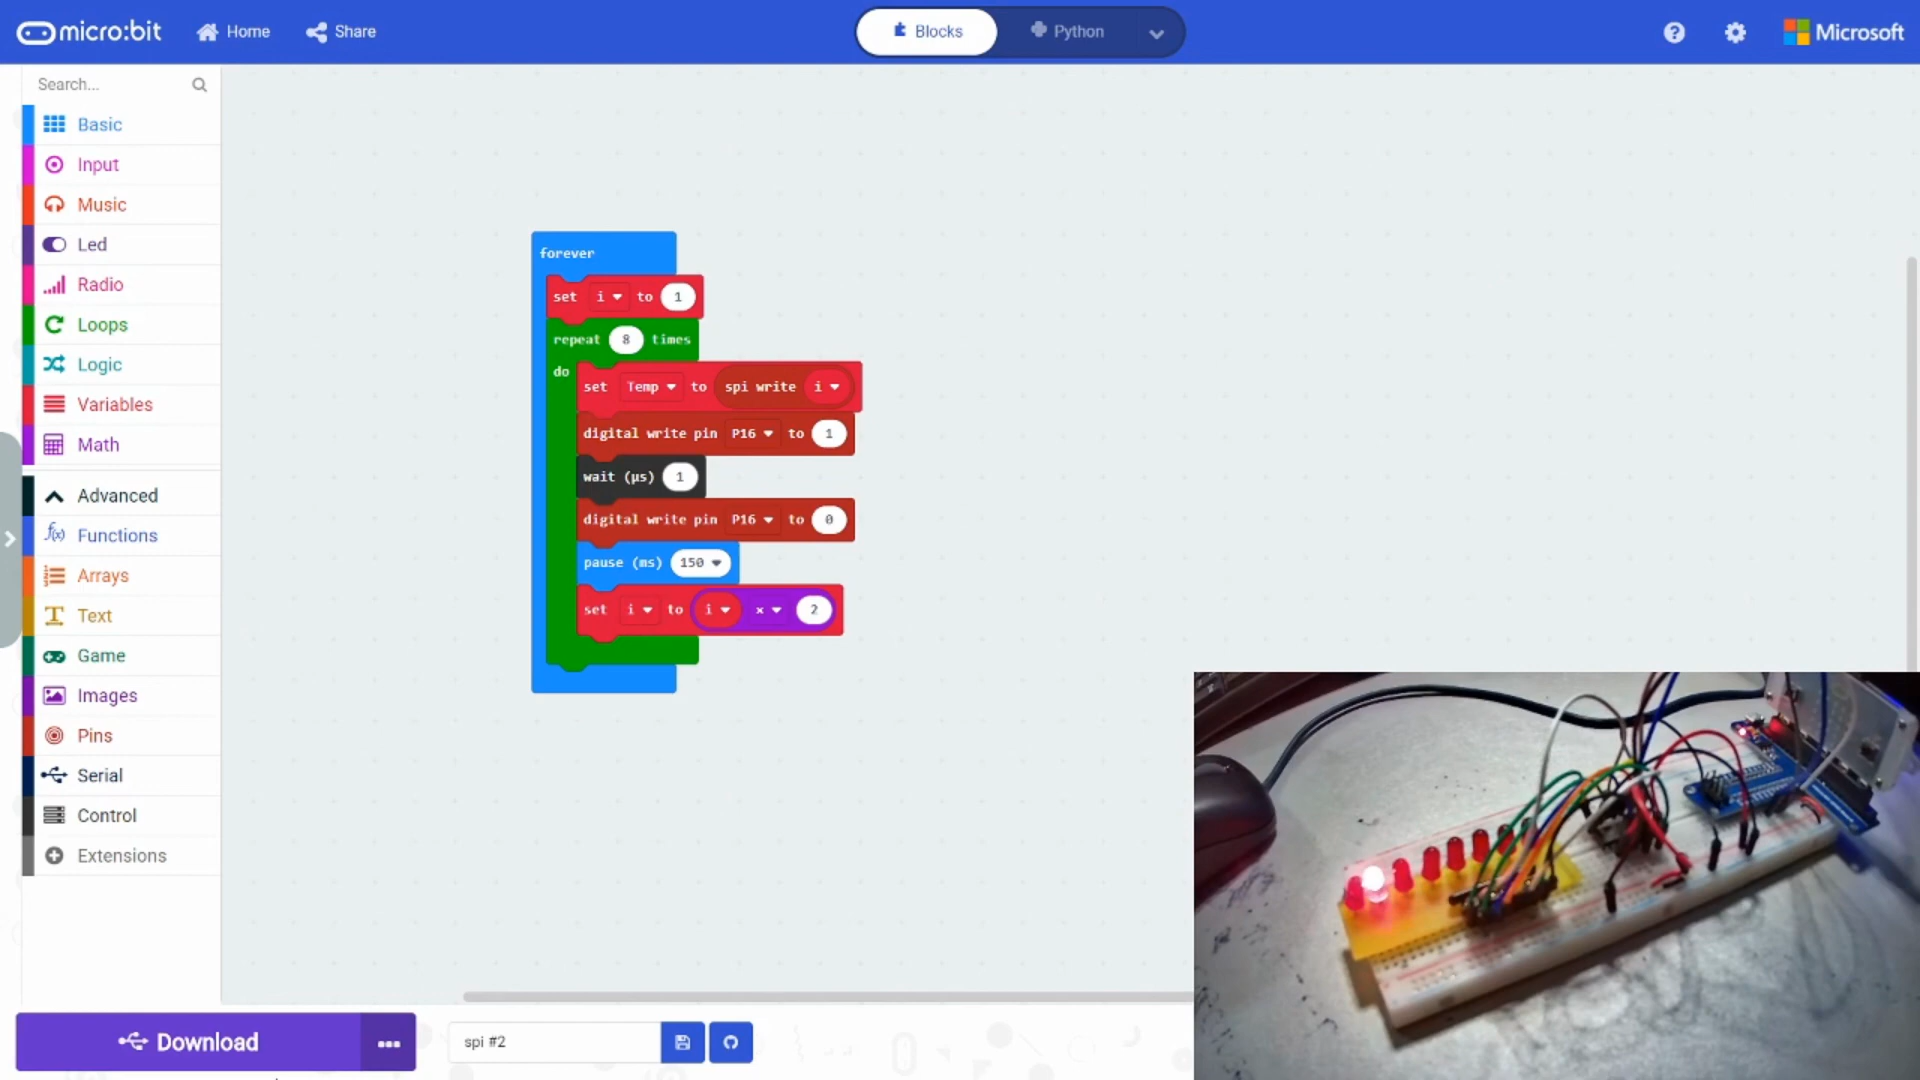 micro:bit
Home
Share
Blocks
Python
Microsoft
Search...
Basic
Input
Music
Led
Radio
Loops
Logic
Variables
Math
Advanced
Functions
Arrays
Text
Game
Images
Pins
Serial
Control
Extensions
forever
set i to 1
repeat 8 times
do
set Temp to spi write i
digital write pin P16 to 1
wait (µs) 1
digital write pin P16 to 0
pause (ms) 150
set i to i × 2
Download
spi #2